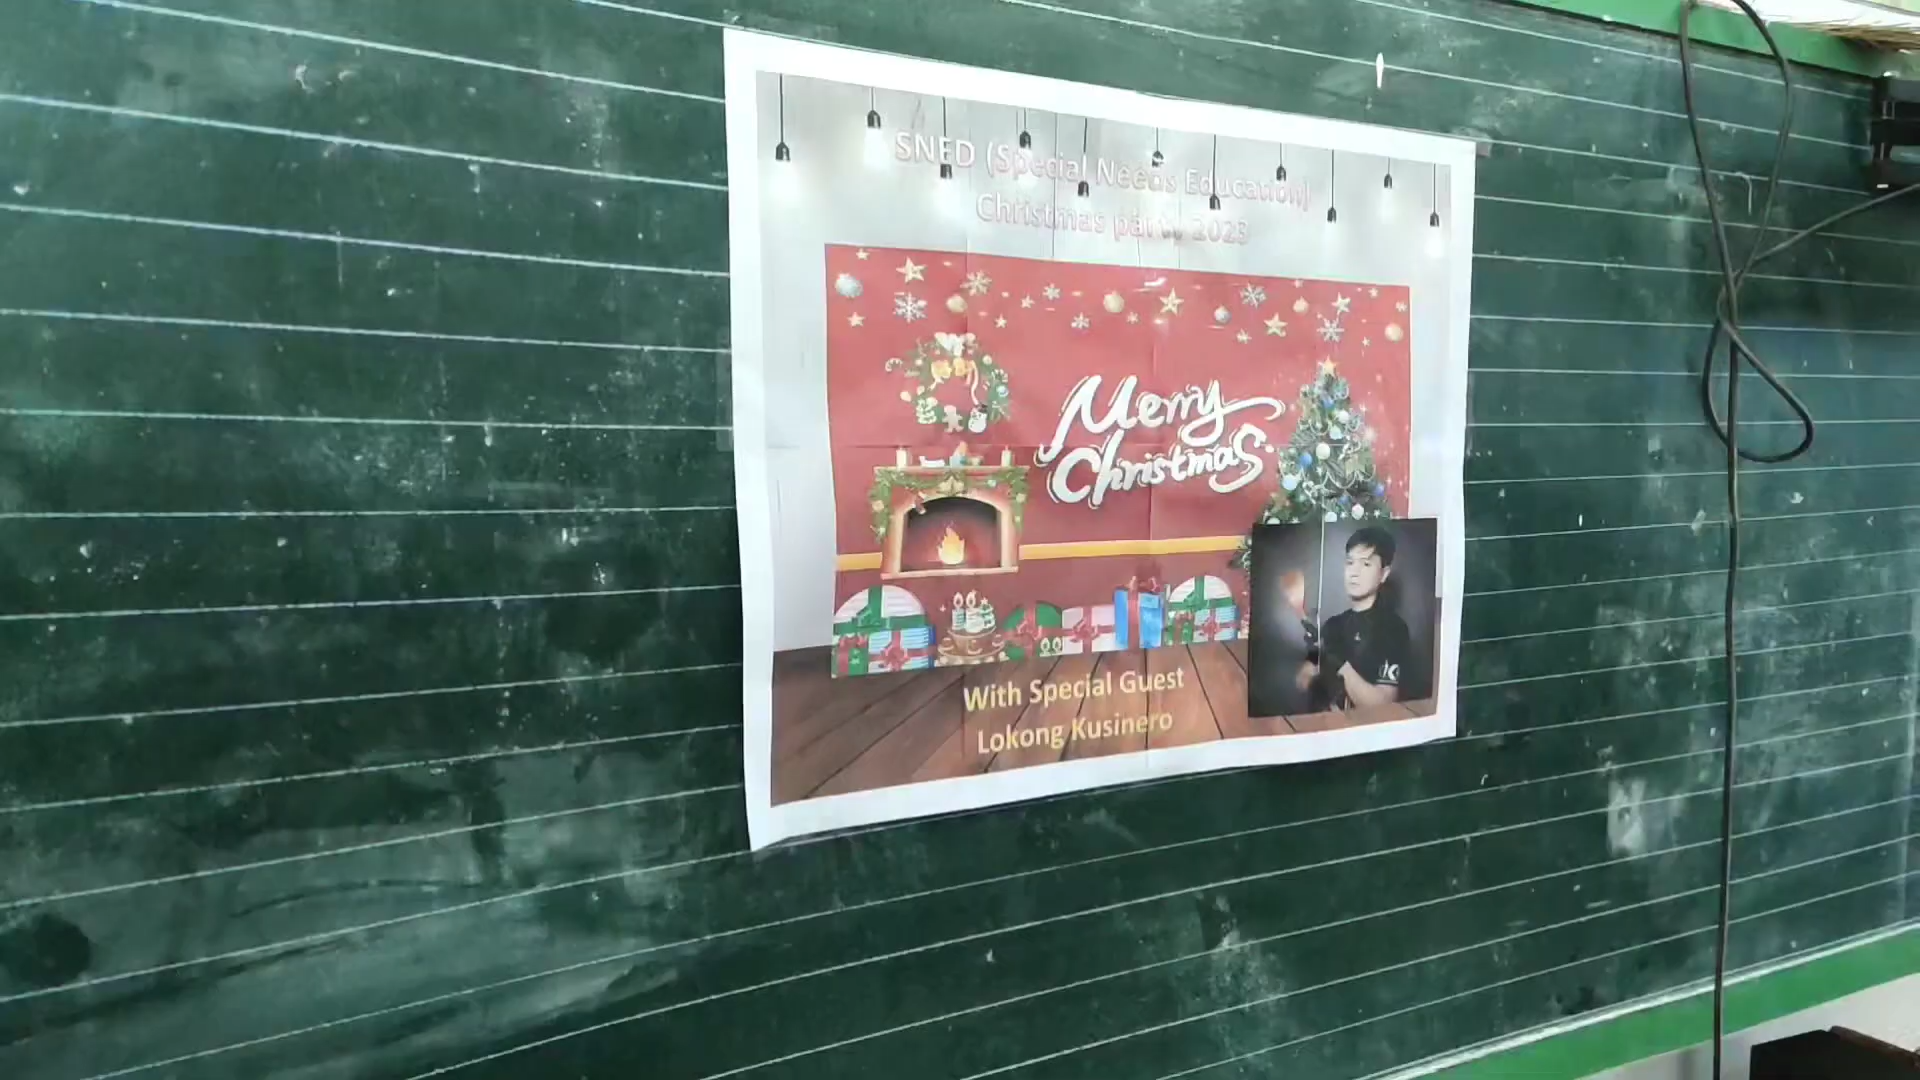 SNED (Special Needs Education)
Christmas party 2023
Merry
Christmas
With Special Guest
Lokong Kusinero